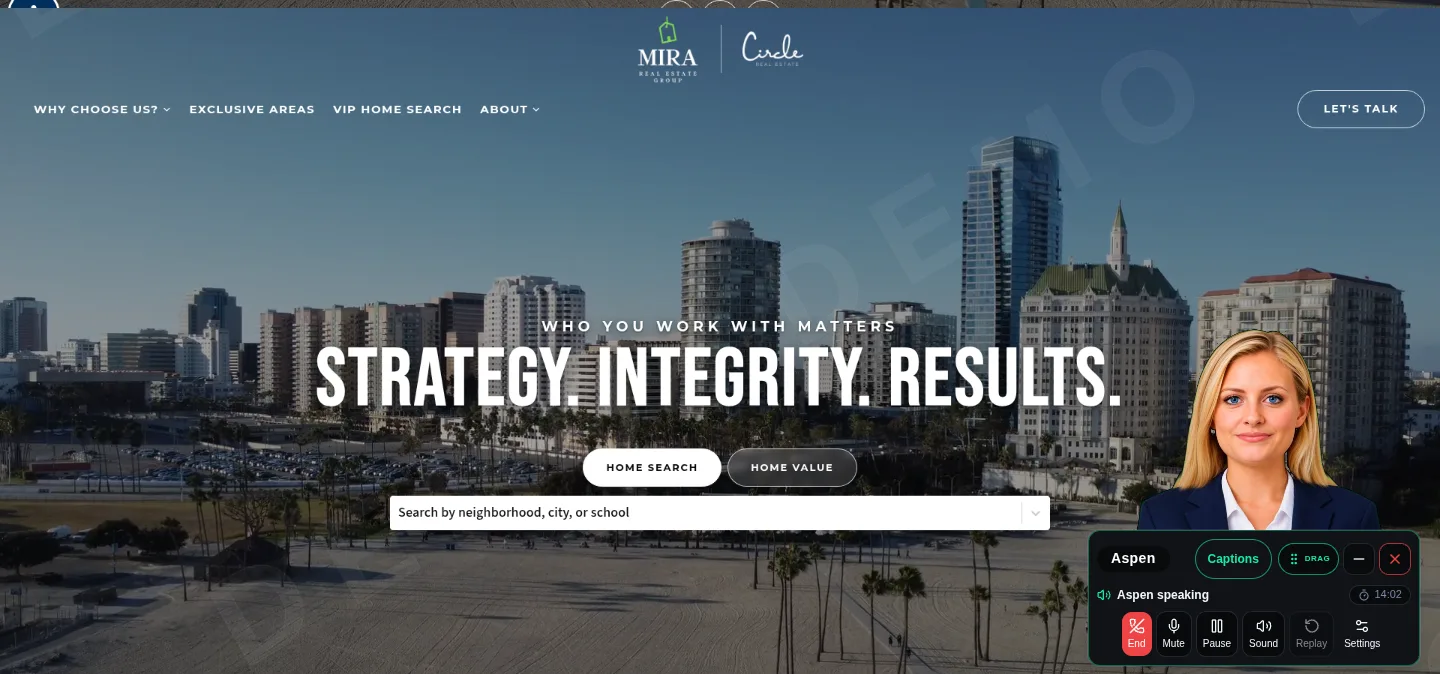 MIRA
REAL ESTATE
GROUP
Circle
REAL ESTATE
WHY CHOOSE US? EXCLUSIVE AREAS VIP HOME SEARCH ABOUT
LET'S TALK
DEMO
WHO YOU WORK WITH MATTERS
STRATEGY. INTEGRITY. RESULTS.
HOME SEARCH HOME VALUE
Search by neighborhood, city, or school
Aspen Captions DRAG
Aspen speaking 14:02
End Mute Pause Sound Replay Settings